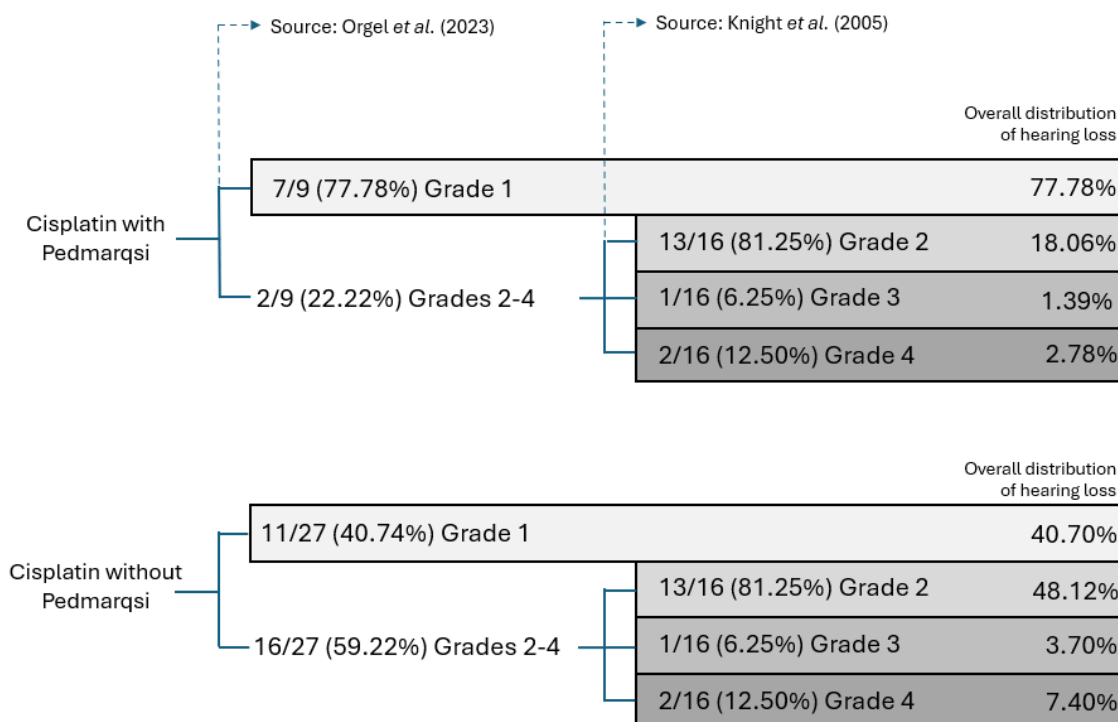 Source: Orgel et al. (2023)
Source: Knight et al. (2005)
Overall distribution
of hearing loss
7/9 (77.78%) Grade 1
77.78%
Cisplatin with
Pedmarqsi
13/16 (81.25%) Grade 2
18.06%
2/9 (22.22%) Grades 2-4
1/16 (6.25%) Grade 3
1.39%
2/16 (12.50%) Grade 4
2.78%
Overall distribution
of hearing loss
11/27 (40.74%) Grade 1
40.70%
Cisplatin without
Pedmarqsi
13/16 (81.25%) Grade 2
48.12%
16/27 (59.22%) Grades 2-4
1/16 (6.25%) Grade 3
3.70%
2/16 (12.50%) Grade 4
7.40%